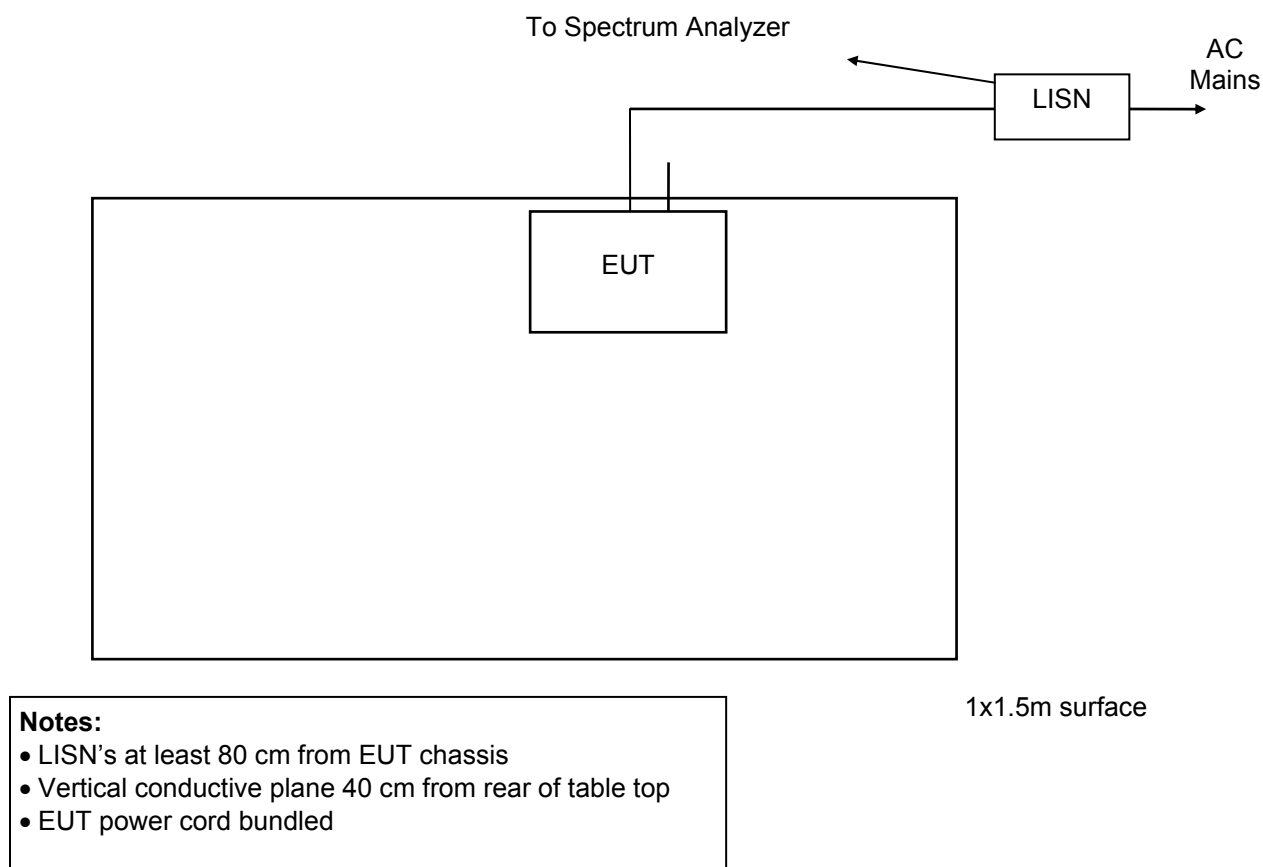 To Spectrum Analyzer
AC
Mains
LISN
EUT
1x1.5m surface
Notes:
• LISN’s at least 80 cm from EUT chassis
• Vertical conductive plane 40 cm from rear of table top
• EUT power cord bundled